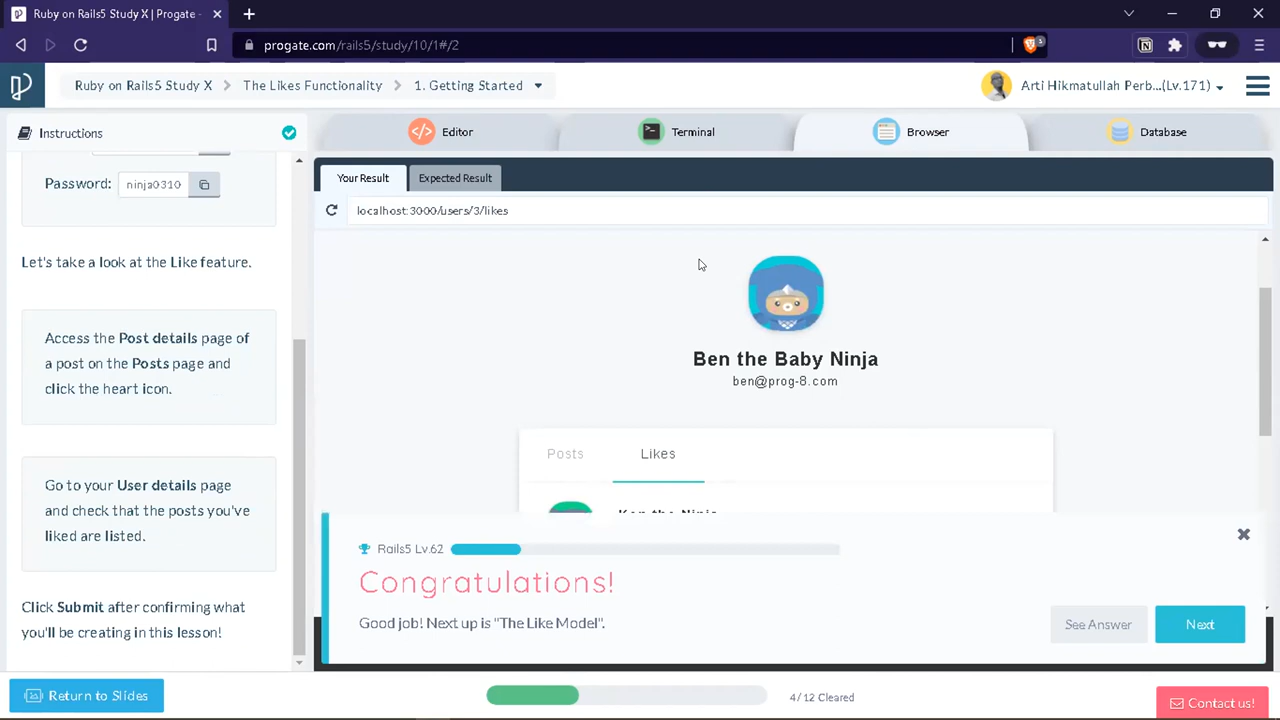 Ruby on Rails5 Study X | Progate -
progate.com/rails5/study/10/1#/2
3
Ruby on Rails5 Study X
The Likes Functionality
1. Getting Started
Arti Hikmatullah Perb...(Lv.171)
Instructions
Editor
Terminal
Browser
Database
Password:
ninja0310
Let's take a look at the Like feature.
Access the Post details page of
a post on the Posts page and
click the heart icon.
Go to your User details page
and check that the posts you've
liked are listed.
Click Submit after confirming what
you'll be creating in this lesson!
Your Result
Expected Result
localhost:3000/users/3/likes
Ben the Baby Ninja
ben@prog-8.com
Posts
Likes
Ken the Ninja
Rails5 Lv.62
Congratulations!
Good job! Next up is "The Like Model".
See Answer
Next
Return to Slides
4/12 Cleared
Contact us!